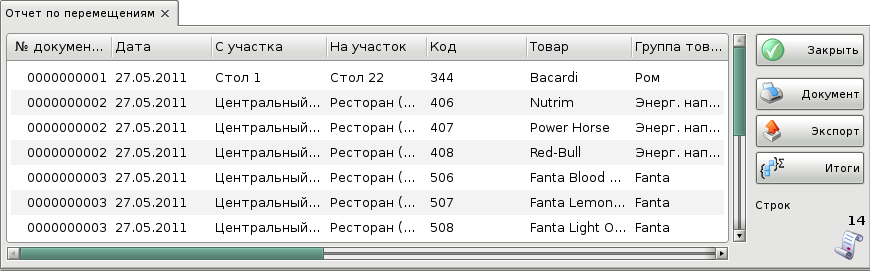 Отчет по перемещениям
№ докумен... Дата С участка На участок Код Товар Группа тов...
0000000001 27.05.2011 Стол 1 Стол 22 344 Bacardi Ром
0000000002 27.05.2011 Центральный... Ресторан (... 406 Nutrim Энерг. нап...
0000000002 27.05.2011 Центральный... Ресторан (... 407 Power Horse Энерг. нап...
0000000002 27.05.2011 Центральный... Ресторан (... 408 Red-Bull Энерг. нап...
0000000003 27.05.2011 Центральный... Ресторан (... 506 Fanta Blood ... Fanta
0000000003 27.05.2011 Центральный... Ресторан (... 507 Fanta Lemon... Fanta
0000000003 27.05.2011 Центральный... Ресторан (... 508 Fanta Light O... Fanta
Закрыть
Документ
Экспорт
Итоги
Строк
14